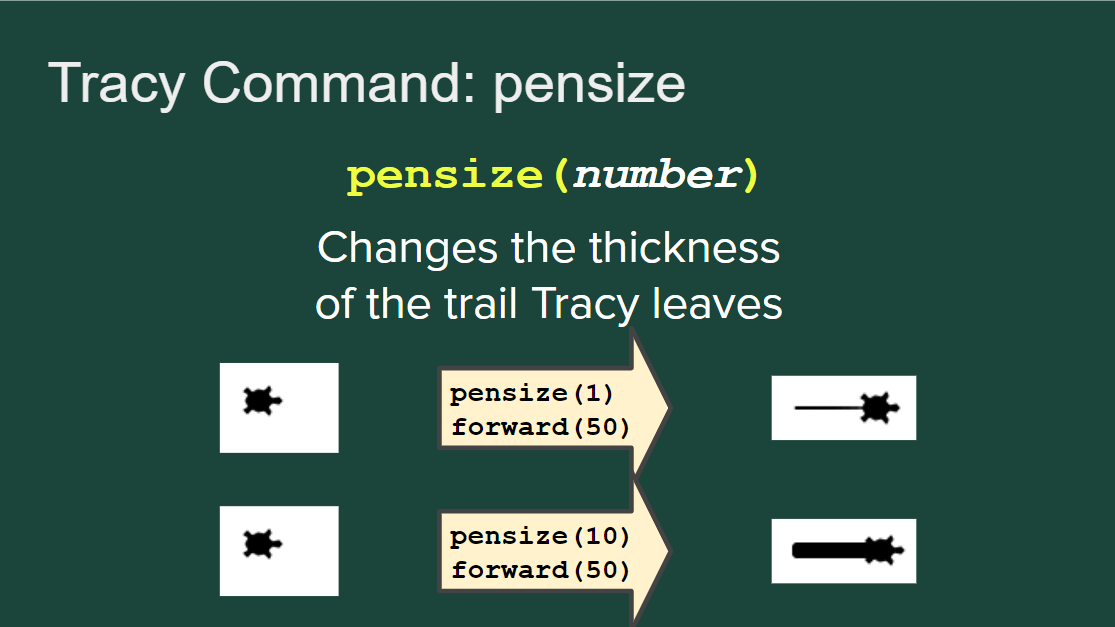 Tracy Command: pensize
pensize(number)
Changes the thickness
of the trail Tracy leaves
pensize(1)
forward(50)
pensize(10)
forward(50)